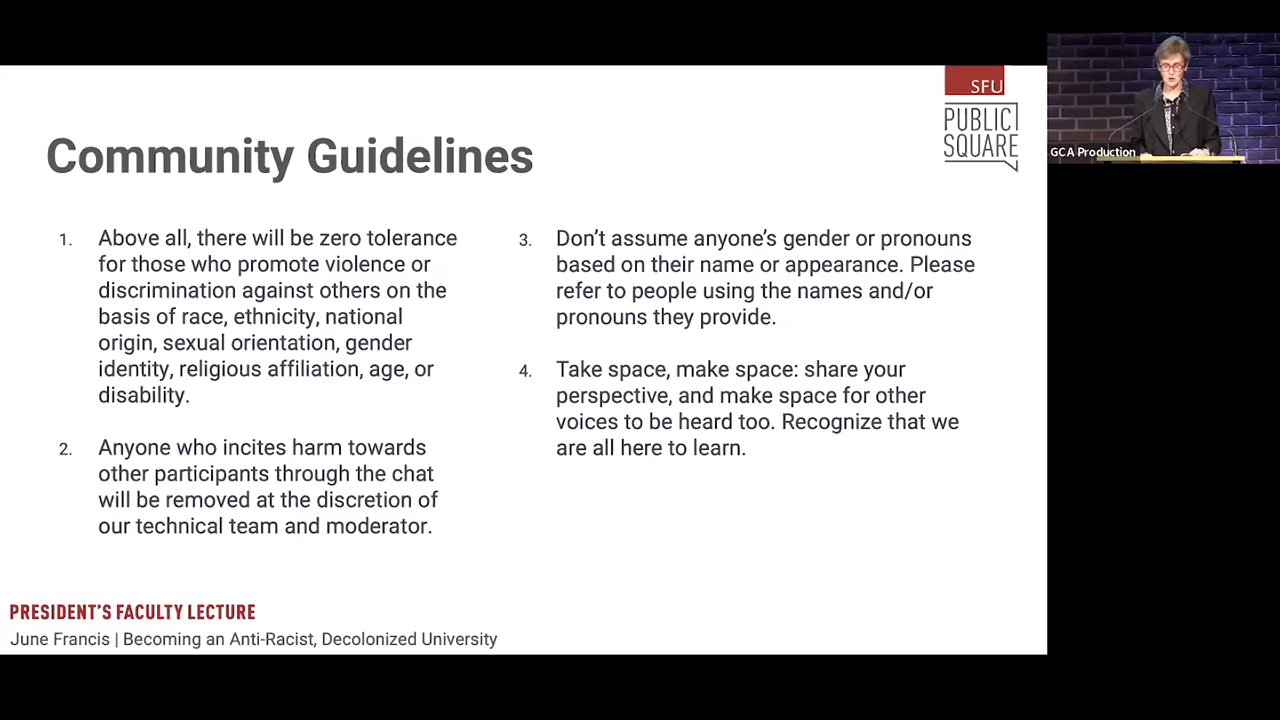 SFU
PUBLIC
SQUARE
Community Guidelines
1. Above all, there will be zero tolerance
for those who promote violence or
discrimination against others on the
basis of race, ethnicity, national
origin, sexual orientation, gender
identity, religious affiliation, age, or
disability.
2. Anyone who incites harm towards
other participants through the chat
will be removed at the discretion of
our technical team and moderator.
3. Don’t assume anyone’s gender or pronouns
based on their name or appearance. Please
refer to people using the names and/or
pronouns they provide.
4. Take space, make space: share your
perspective, and make space for other
voices to be heard too. Recognize that we
are all here to learn.
PRESIDENT’S FACULTY LECTURE
June Francis | Becoming an Anti-Racist, Decolonized University
GCA Production